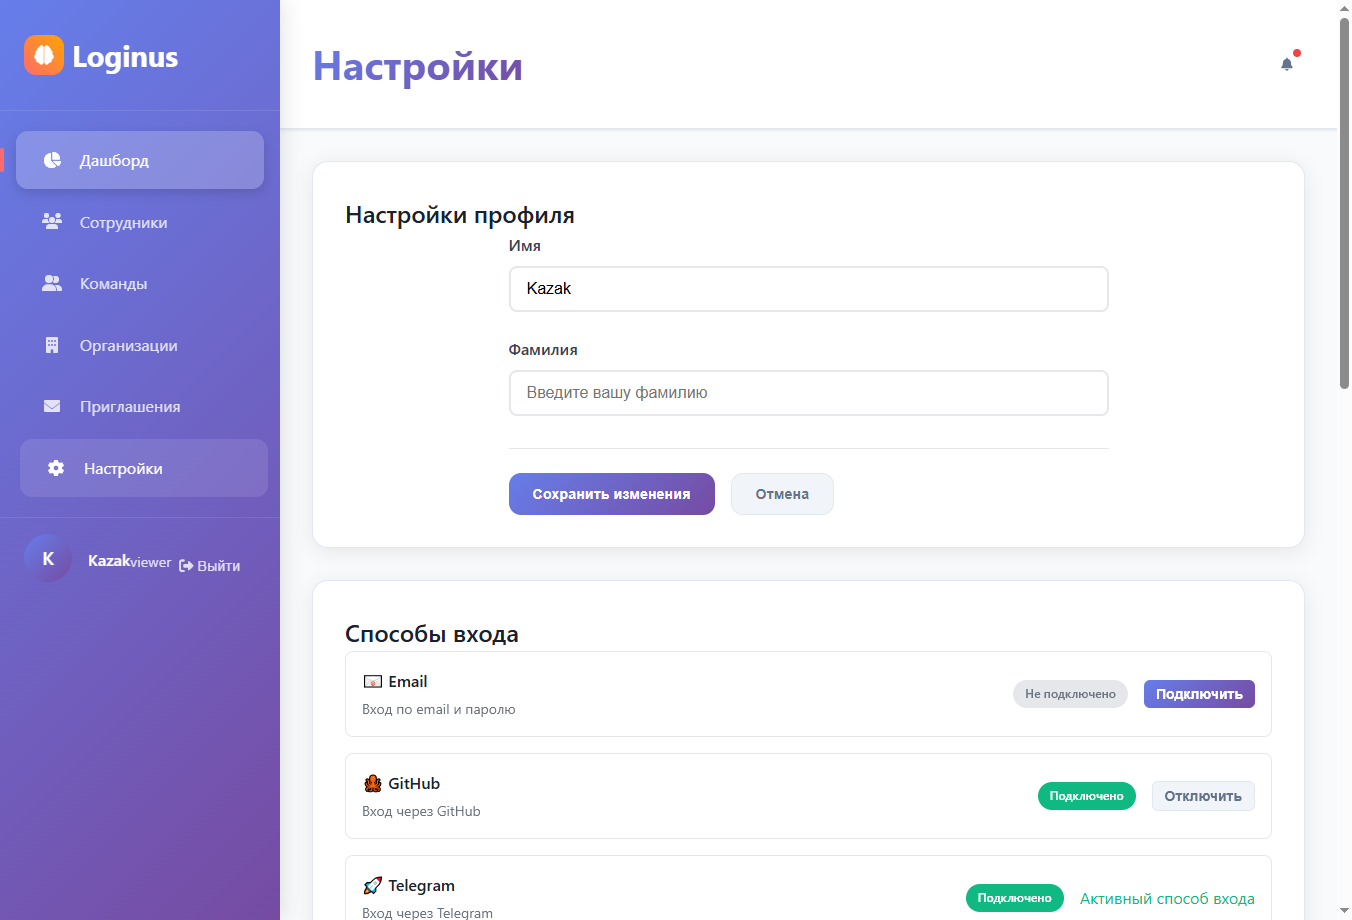 Loginus
Дашборд
Сотрудники
Команды
Организации
Приглашения
Настройки
K
Kazakviewer Выйти
Настройки
Настройки профиля
Имя
Kazak
Фамилия
Введите вашу фамилию
Сохранить изменения
Отмена
Способы входа
Email
Вход по email и паролю
Не подключено
Подключить
GitHub
Вход через GitHub
Подключено
Отключить
Telegram
Вход через Telegram
Подключено
Активный способ входа